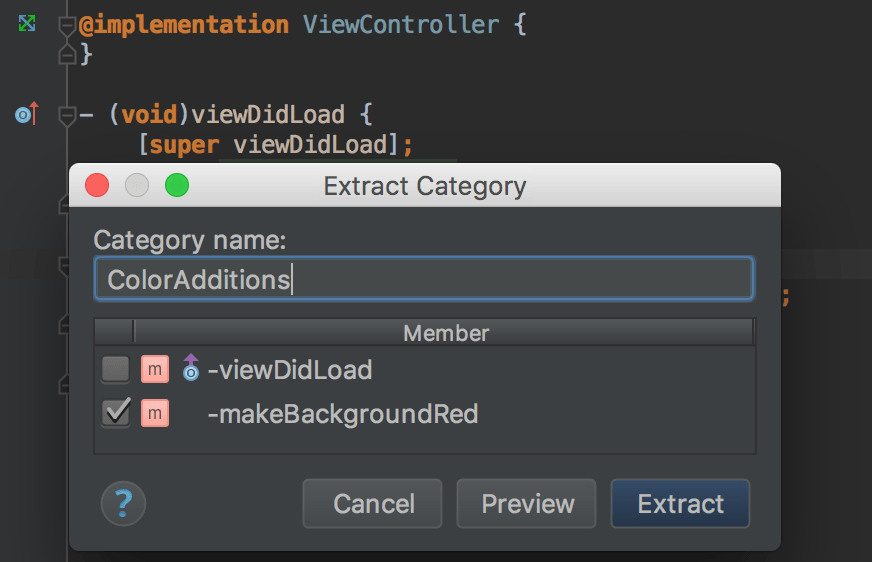 @implementation ViewController {
}
- (void)viewDidLoad {
[super viewDidLoad];
Extract Category
Category name:
ColorAdditions
;
Member
m -viewDidLoad
m -makeBackgroundRed
? Cancel Preview Extract